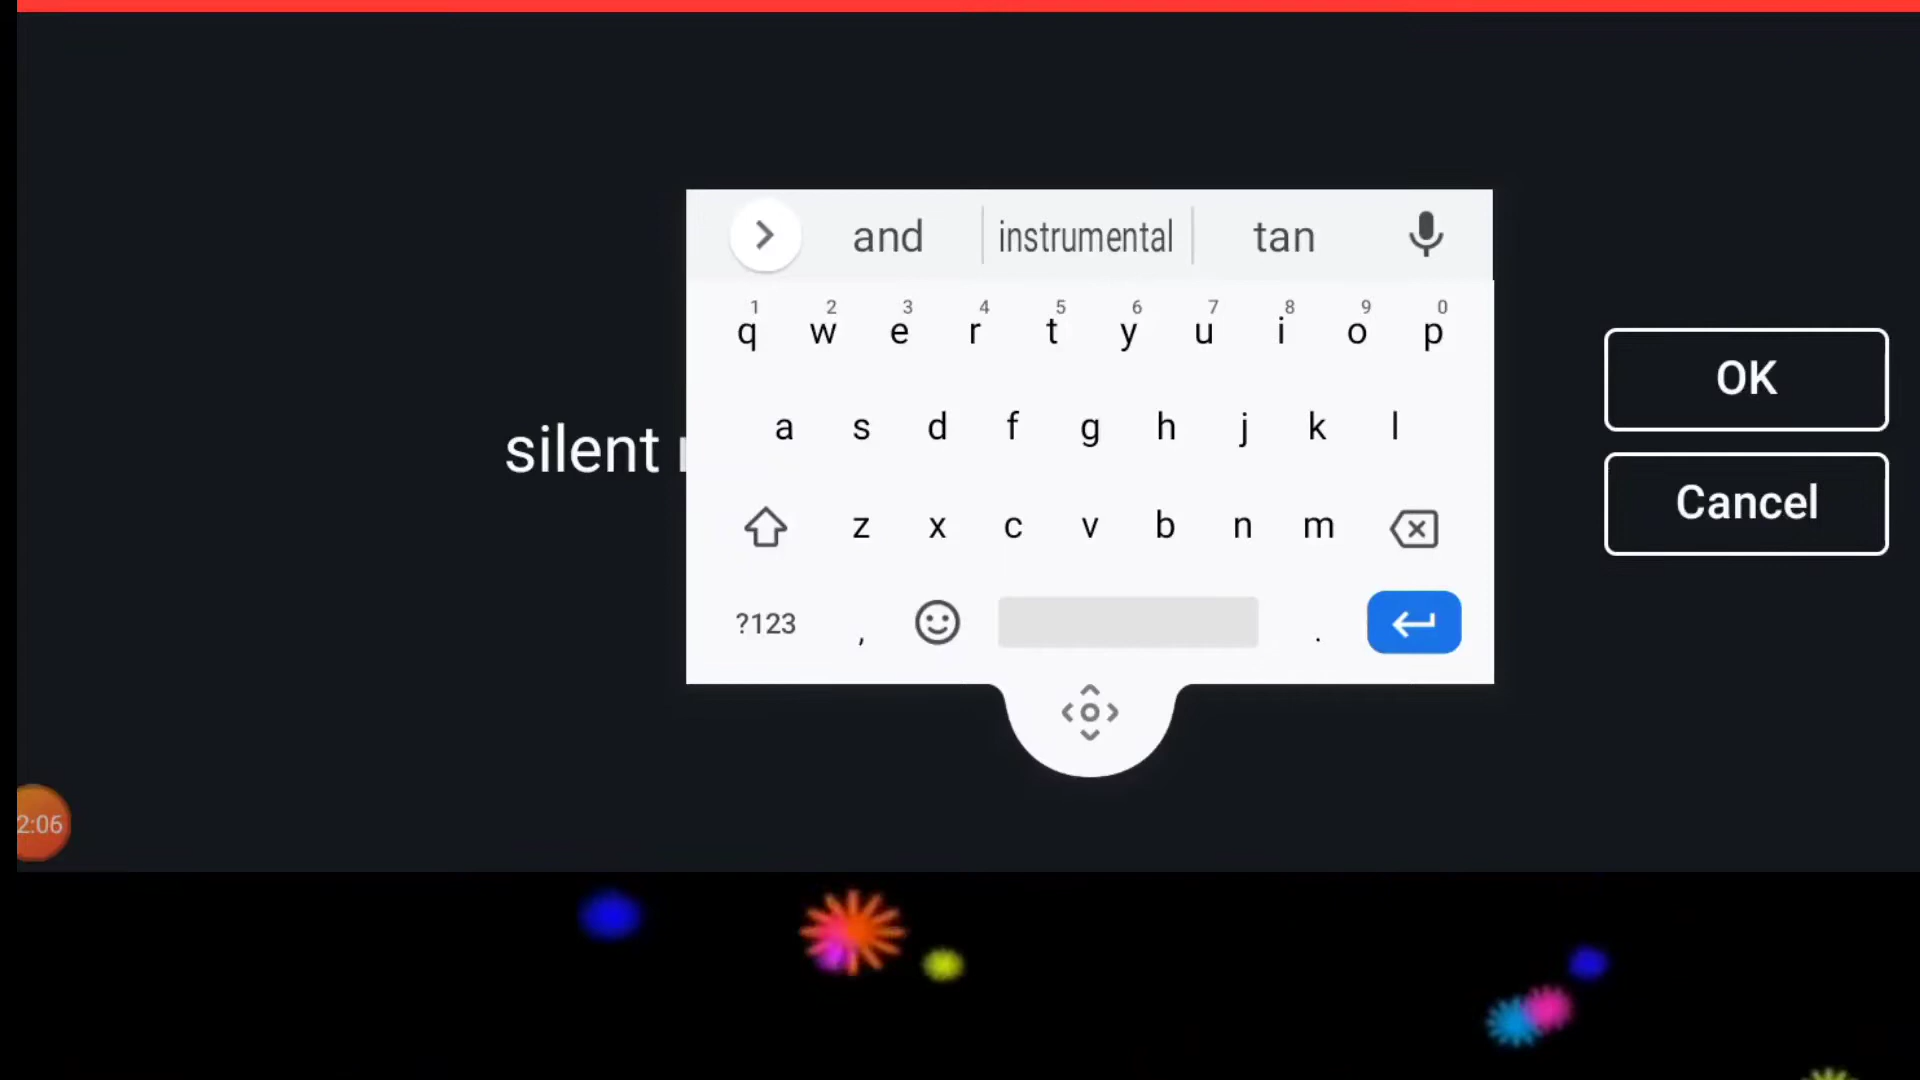 and instrumental tan
1 2 3 4 5 6 7 8 9 0
q w e r t y u i o p
OK
a s d f g h j k l
silent
Cancel
z x c v b n m
?123 , .
2:06